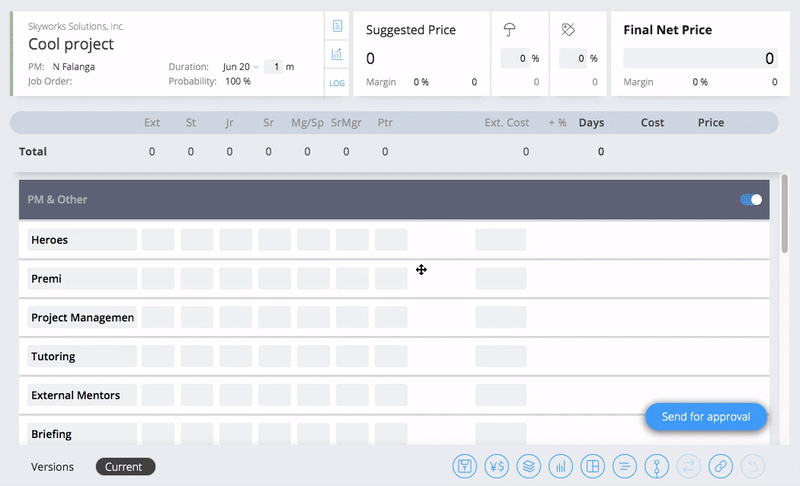 Skyworks Solutions, Inc.
Cool project
PM: N Falanga Duration: Jun 20 1 m
Job Order: Probability: 100 %
LOG
Suggested Price
0
Margin 0 % 0
0 % 0 %
0 0
Final Net Price
0
Margin 0 % 0
Ext St Jr Sr Mg/Sp SrMgr Ptr Ext. Cost + % Days Cost Price
Total 0 0 0 0 0 0 0 0 0
PM & Other
Heroes
Premi
Project Managemen
Tutoring
External Mentors
Briefing
Send for approval
Versions Current
¥$